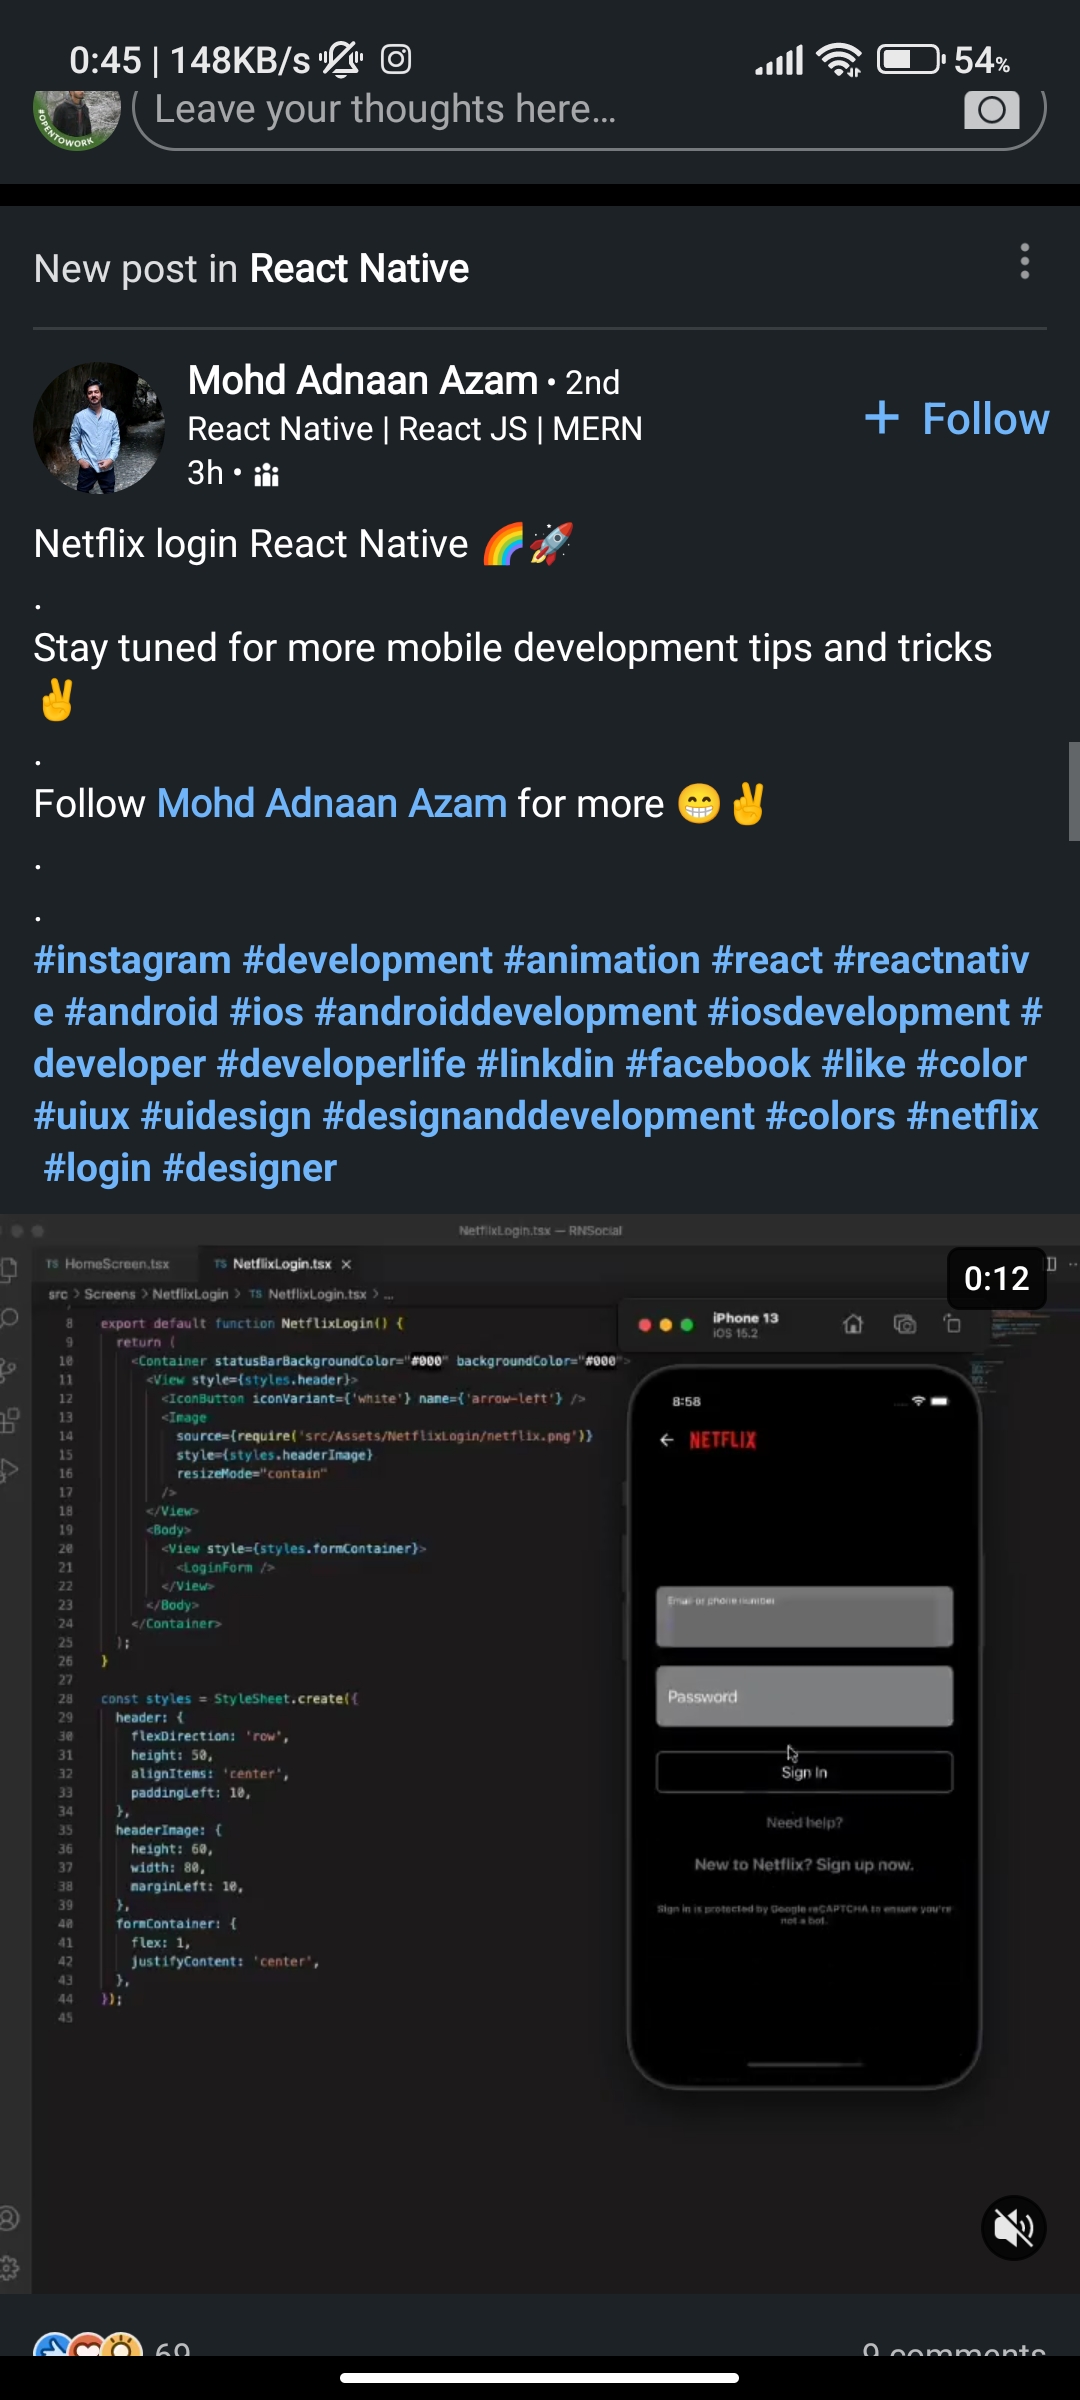 0:45 | 148KB/s
54%
#OPENTOWORK
Leave your thoughts here...
New post in React Native
Mohd Adnaan Azam • 2nd
React Native | React JS | MERN
3h •
+ Follow
Netflix login React Native 🌈🚀
.
Stay tuned for more mobile development tips and tricks
✌️
.
Follow Mohd Adnaan Azam for more 😁✌️
.
.
#instagram #development #animation #react #reactnativ
e #android #ios #androiddevelopment #iosdevelopment #
developer #developerlife #linkdin #facebook #like #color
#uiux #uidesign #designanddevelopment #colors #netflix
#login #designer
NetflixLogin.tsx — RNSocial
TS HomeScreen.tsx
TS NetflixLogin.tsx ×
0:12
src > Screens > NetflixLogin > TS NetflixLogin.tsx > ...
8 export default function NetflixLogin() {
9 return (
10 <Container statusBarBackgroundColor="#000" backgroundColor="#000">
11 <View style={styles.header}>
12 <IconButton iconVariant={'white'} name={'arrow-left'} />
13 <Image
14 source={require('src/Assets/NetflixLogin/netflix.png')}
15 style={styles.headerImage}
16 resizeMode="contain"
17 />
18 </View>
19 <Body>
20 <View style={styles.formContainer}>
21 <LoginForm />
22 </View>
23 </Body>
24 </Container>
25 );
26 }
27
28 const styles = StyleSheet.create({
29 header: {
30 flexDirection: 'row',
31 height: 50,
32 alignItems: 'center',
33 paddingLeft: 10,
34 },
35 headerImage: {
36 height: 60,
37 width: 80,
38 marginLeft: 10,
39 },
40 formContainer: {
41 flex: 1,
42 justifyContent: 'center',
43 },
44 });
45
iPhone 13
iOS 15.2
8:58
NETFLIX
Email or phone number
Password
Sign In
Need help?
New to Netflix? Sign up now.
Sign in is protected by Google reCAPTCHA to ensure you're
not a bot.
69
9 comments